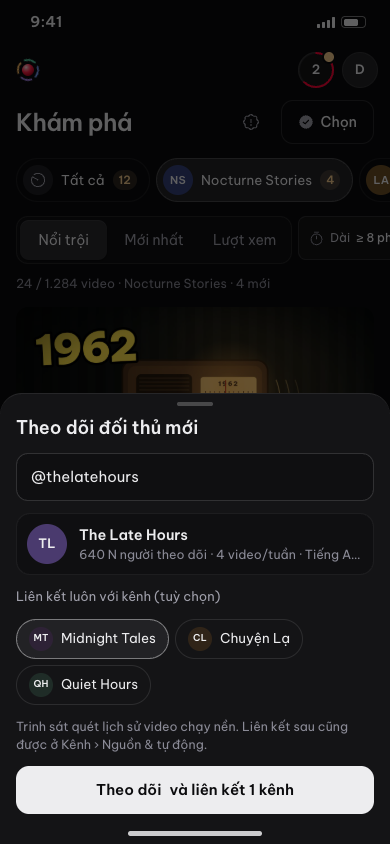 9:41
2 D
Khám phá Chọn
Tất cả 12 NS Nocturne Stories 4 LA
Nổi trội Mới nhất Lượt xem Dài ≥ 8 ph
24 / 1.284 video · Nocturne Stories · 4 mới
1962
1962
Theo dõi đối thủ mới
@thelatehours
TL The Late Hours
640 N người theo dõi · 4 video/tuần · Tiếng A...
Liên kết luôn với kênh (tuỳ chọn)
MT Midnight Tales CL Chuyện Lạ
QH Quiet Hours
Trinh sát quét lịch sử video chạy nền. Liên kết sau cũng
được ở Kênh › Nguồn & tự động.
Theo dõi và liên kết 1 kênh